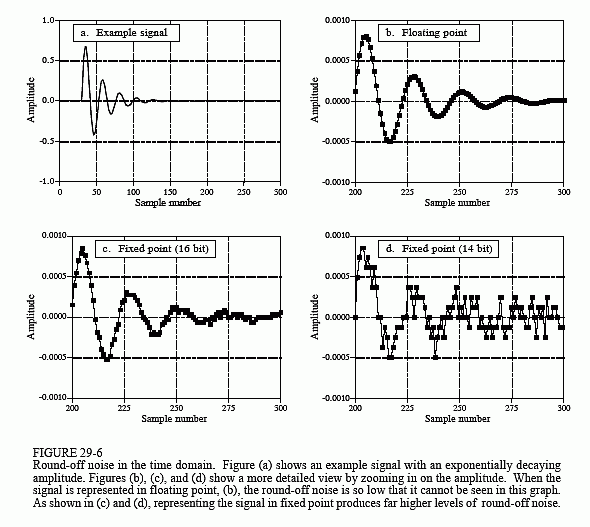 a. Example signal
1.0
0.5
0.0
-0.5
-1.0
Amplitude
0 50 100 150 200 250 300
Sample number
b. Floating point
0.0010
0.0005
0.0000
-0.0005
-0.0010
Amplitude
200 225 250 275 300
Sample number
c. Fixed point (16 bit)
0.0010
0.0005
0.0000
-0.0005
-0.0010
Amplitude
200 225 250 275 300
Sample number
d. Fixed point (14 bit)
0.0010
0.0005
0.0000
-0.0005
-0.0010
Amplitude
200 225 250 275 300
Sample number
FIGURE 29-6
Round-off noise in the time domain. Figure (a) shows an example signal with an exponentially decaying
amplitude. Figures (b), (c), and (d) show a more detailed view by zooming in on the amplitude. When the
signal is represented in floating point, (b), the round-off noise is so low that it cannot be seen in this graph.
As shown in (c) and (d), representing the signal in fixed point produces far higher levels of round-off noise.